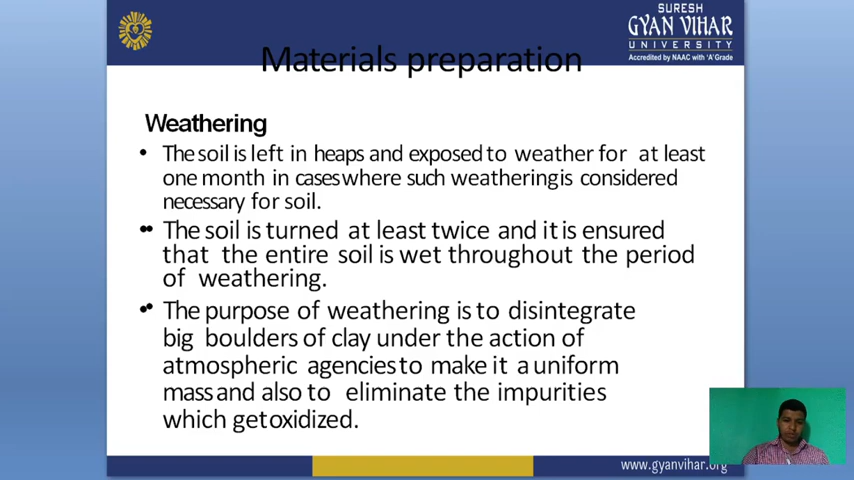 SURESH
GYAN VIHAR
UNIVERSITY
Accredited by NAAC with 'A' Grade
Materials preparation
Weathering
• The soil is left in heaps and exposed to weather for at least
one month in cases where such weathering is considered
necessary for soil.
• The soil is turned at least twice and it is ensured
that the entire soil is wet throughout the period
of weathering.
• The purpose of weathering is to disintegrate
big boulders of clay under the action of
atmospheric agencies to make it a uniform
mass and also to eliminate the impurities
which get oxidized.
www.gyanvihar.org